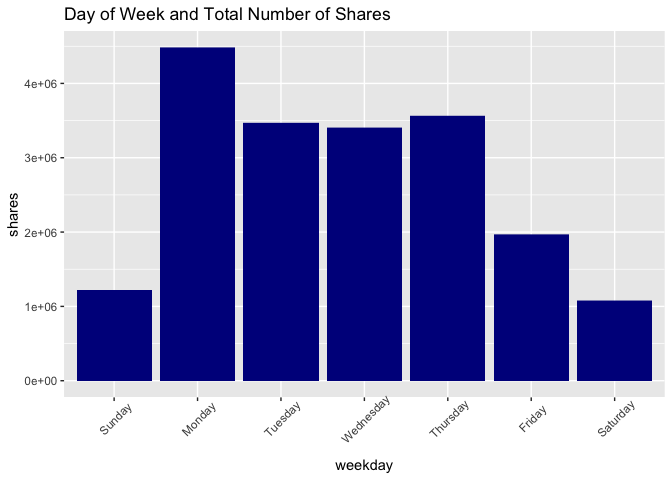 Day of Week and Total Number of Shares
shares
4e+06
3e+06
2e+06
1e+06
0e+00
Sunday
Monday
Tuesday
Wednesday
Thursday
Friday
Saturday
weekday